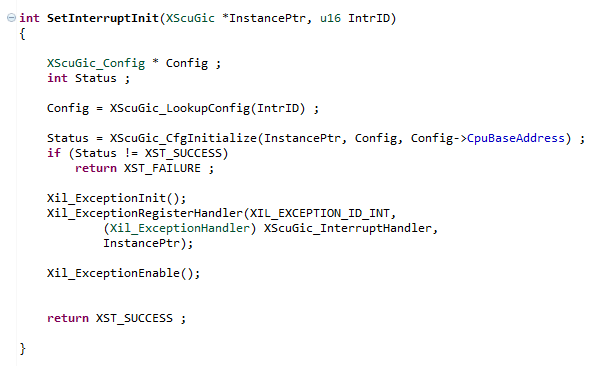 int SetInterruptInit(XScuGic *InstancePtr, u16 IntrID)
{
XScuGic_Config * Config ;
int Status ;
Config = XScuGic_LookupConfig(IntrID) ;
Status = XScuGic_CfgInitialize(InstancePtr, Config, Config->CpuBaseAddress) ;
if (Status != XST_SUCCESS)
return XST_FAILURE ;
Xil_ExceptionInit();
Xil_ExceptionRegisterHandler(XIL_EXCEPTION_ID_INT,
(Xil_ExceptionHandler) XScuGic_InterruptHandler,
InstancePtr);
Xil_ExceptionEnable();
return XST_SUCCESS ;
}